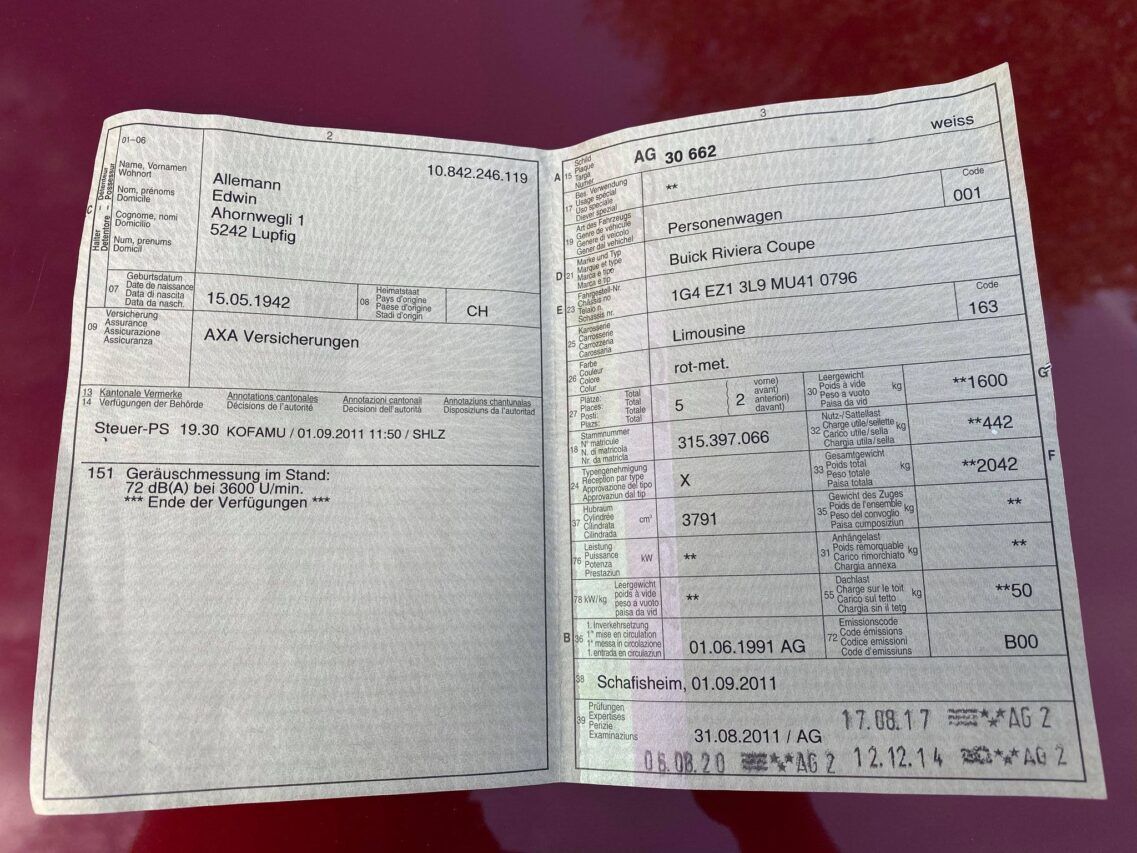 2
01–06
Name, Vornamen
Wohnort
Nom, prénoms
Domicile
Cognome, nomi
Domicilio
Num, prenums
Domicil
C
Halter – Détenteur
Detentore – Possessur
10.842.246.119
Allemann
Edwin
Ahornwegli 1
5242 Lupfig
07
Geburtsdatum
Date de naissance
Data di nascita
Data da nasch.
15.05.1942
08
Heimatstaat
Pays d'origine
Paese d'origine
Stadi d'origin
CH
09
Versicherung
Assurance
Assicurazione
Assicuranza
AXA Versicherungen
13 Kantonale Vermerke Annotations cantonales Annotazioni cantonali Annotaziuns chantunalas
14 Verfügungen der Behörde Décisions de l'autorité Decisioni dell'autorità Disposiziuns da l'autoritad
Steuer-PS 19.30 KOFAMU / 01.09.2011 11:50 / SHLZ
151 Geräuschmessung im Stand:
72 dB(A) bei 3600 U/min.
*** Ende der Verfügungen ***
3
A 15
Schild
Plaque
Targa
Numer
AG 30 662
weiss
17
Bes. Verwendung
Usage spécial
Uso speciale
Diever spezial
**
19
Art des Fahrzeugs
Genre de véhicule
Genere di veicolo
Gener dal vehichel
Personenwagen
Code
001
D 21
Marke und Typ
Marque et type
Marca e tipo
Marca e tip
Buick Riviera Coupe
E 23
Fahrgestell-Nr.
Châssis no
Telaio n.
Schassis nr.
1G4 EZ1 3L9 MU41 0796
25
Karosserie
Carrosserie
Carrozzeria
Carossaria
Limousine
Code
163
26
Farbe
Couleur
Colore
Colur
rot-met.
27
Plätze: Total
Places: Total
Posti: Totale
Plazs: Total
5
2
vorne)
avant)
anteriori)
davant)
G
30
Leergewicht
Poids à vide
Peso a vuoto
Paisa da vid
kg
**1600
18
Stammnummer
N° matricule
N. di matricola
Nr. da matricla
315.397.066
32
Nutz-/Sattellast
Charge utile/sellette
Carico utile/sella
Chargia utila/sella
kg
**442
24
Typengenehmigung
Réception par type
Approvazione del tipo
Approvaziun dal tip
X
33
Gesamtgewicht
Poids total
Peso totale
Paisa totala
kg
**2042
F
37
Hubraum
Cylindrée
Cilindrata
Cilindrada
cm³
3791
35
Gewicht des Zuges
Poids de l'ensemble
Peso del convoglio
Paisa cumposiziun
kg
**
76
Leistung
Puissance
Potenza
Prestaziun
kW
**
31
Anhängelast
Poids remorquable
Carico rimorchiato
Chargia annexa
kg
**
78 kW/kg
Leergewicht
poids à vide
peso a vuoto
paisa da vid
**
55
Dachlast
Charge sur le toit
Carico sul tetto
Chargia sin il tetg
kg
**50
B 36
1. Inverkehrsetzung
1re mise en circulation
1a messa in circolazione
1. entrada en circulaziun
01.06.1991 AG
72
Emissionscode
Code émissions
Codice emissioni
Code d'emissiuns
B00
38
Schafisheim, 01.09.2011
39
Prüfungen
Expertises
Perizie
Examinaziuns
31.08.2011 / AG
17.08.17 AG 2
06.08.20 AG 2
12.12.14 AG 2